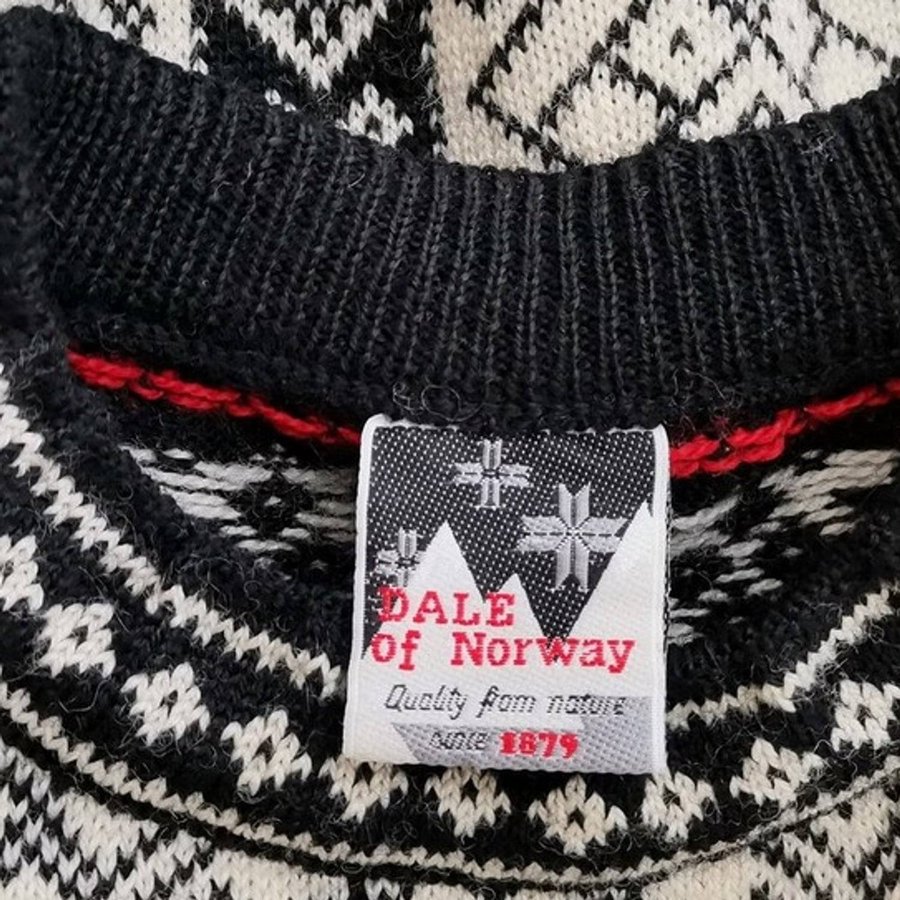 DALE
of Norway
Quality from nature
since 1879